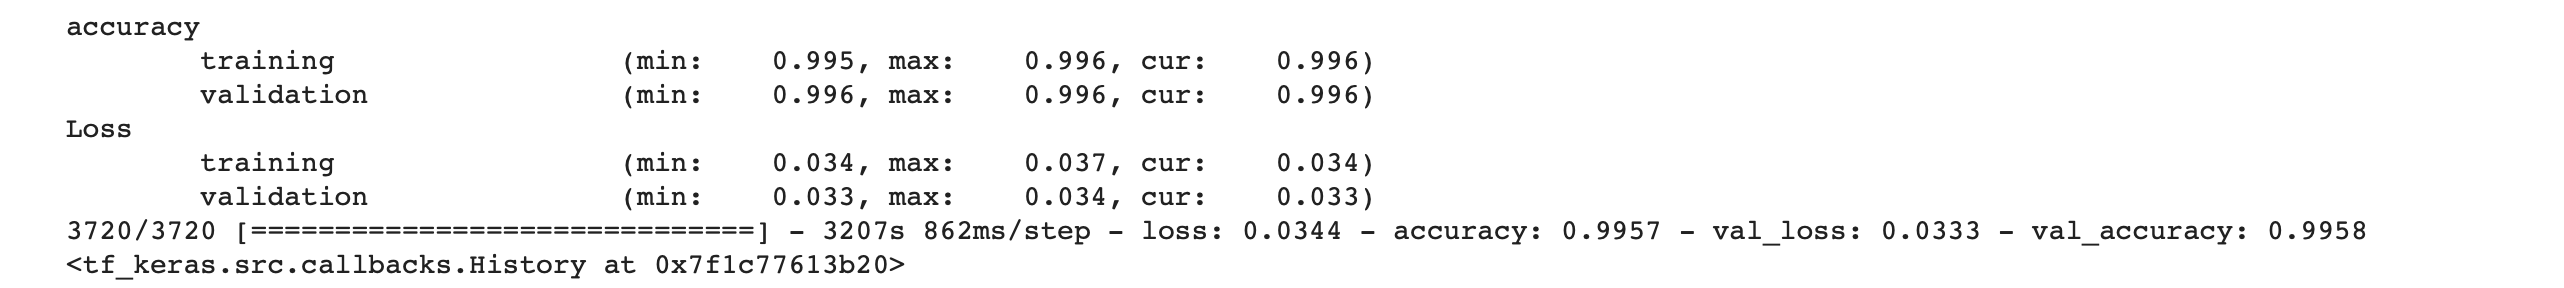 accuracy
	training         	 (min:    0.995, max:    0.996, cur:    0.996)
	validation       	 (min:    0.996, max:    0.996, cur:    0.996)
Loss
	training         	 (min:    0.034, max:    0.037, cur:    0.034)
	validation       	 (min:    0.033, max:    0.034, cur:    0.033)
3720/3720 [==============================] - 3207s 862ms/step - loss: 0.0344 - accuracy: 0.9957 - val_loss: 0.0333 - val_accuracy: 0.9958
<tf_keras.src.callbacks.History at 0x7f1c77613b20>